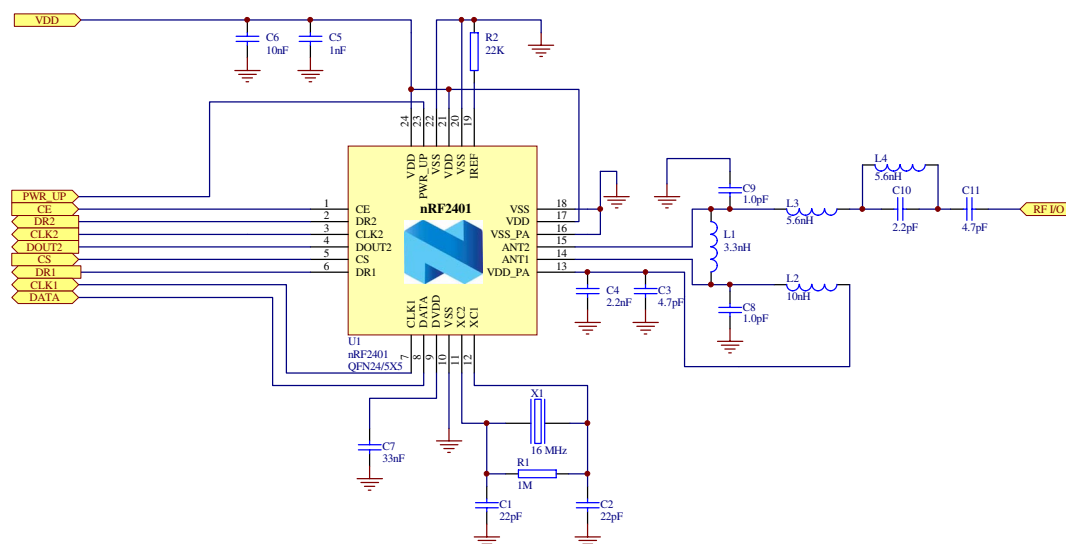 VDD
C6
10nF
C5
1nF
R2
22K
24
23
22
21
20
19
VDD
PWR_UP
VSS
VDD
VSS
IREF
nRF2401
PWR_UP
CE
DR2
CLK2
DOUT2
CS
DR1
CLK1
DATA
1
2
3
4
5
6
CE
DR2
CLK2
DOUT2
CS
DR1
VSS
VDD
VSS_PA
ANT2
ANT1
VDD_PA
18
17
16
15
14
13
CLK1
DATA
DVDD
VSS
XC2
XC1
7
8
9
10
11
12
U1
nRF2401
QFN24/5X5
C9
1.0pF
L4
5.6nH
L3
5.6nH
C10
2.2pF
C11
4.7pF
RF I/O
L1
3.3nH
L2
10nH
C4
2.2nF
C3
4.7pF
C8
1.0pF
C7
33nF
X1
16 MHz
R1
1M
C1
22pF
C2
22pF